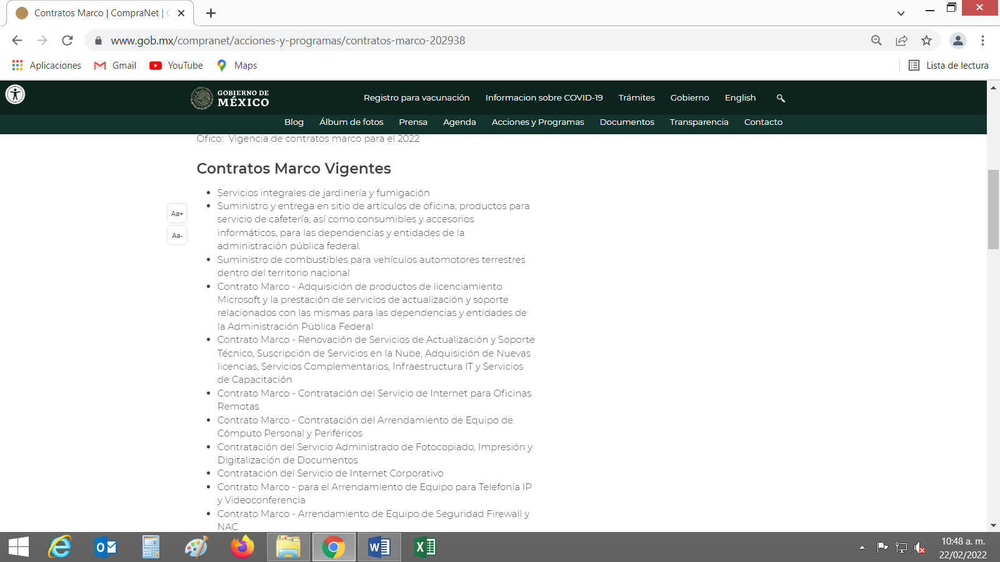 Contratos Marco | CompraNet |
www.gob.mx/compranet/acciones-y-programas/contratos-marco-202938
Aplicaciones Gmail YouTube Maps Lista de lectura
GOBIERNO DE
MÉXICO
Registro para vacunación Informacion sobre COVID-19 Trámites Gobierno English
Blog Álbum de fotos Prensa Agenda Acciones y Programas Documentos Transparencia Contacto
Ofico: Vigencia de contratos marco para el 2022
Contratos Marco Vigentes
• Servicios integrales de jardinería y fumigación
• Suministro y entrega en sitio de artículos de oficina; productos para
servicio de cafetería; así como consumibles y accesorios
informáticos, para las dependencias y entidades de la
administración pública federal.
• Suministro de combustibles para vehículos automotores terrestres
dentro del territorio nacional
• Contrato Marco - Adquisición de productos de licenciamiento
Microsoft y la prestación de servicios de actualización y soporte
relacionados con las mismas para las dependencias y entidades de
la Administración Pública Federal
• Contrato Marco - Renovación de Servicios de Actualización y Soporte
Técnico, Suscripción de Servicios en la Nube, Adquisición de Nuevas
licencias, Servicios Complementarios, Infraestructura IT y Servicios
de Capacitación
• Contrato Marco - Contratación del Servicio de Internet para Oficinas
Remotas
• Contrato Marco - Contratación del Arrendamiento de Equipo de
Cómputo Personal y Periféricos
• Contratación del Servicio Administrado de Fotocopiado, Impresión y
Digitalización de Documentos
• Contratación del Servicio de Internet Corporativo
• Contrato Marco - para el Arrendamiento de Equipo para Telefonía IP
y Videoconferencia
• Contrato Marco - Arrendamiento de Equipo de Seguridad Firewall y
NAC
Aa+
Aa-
10:48 a. m.
22/02/2022